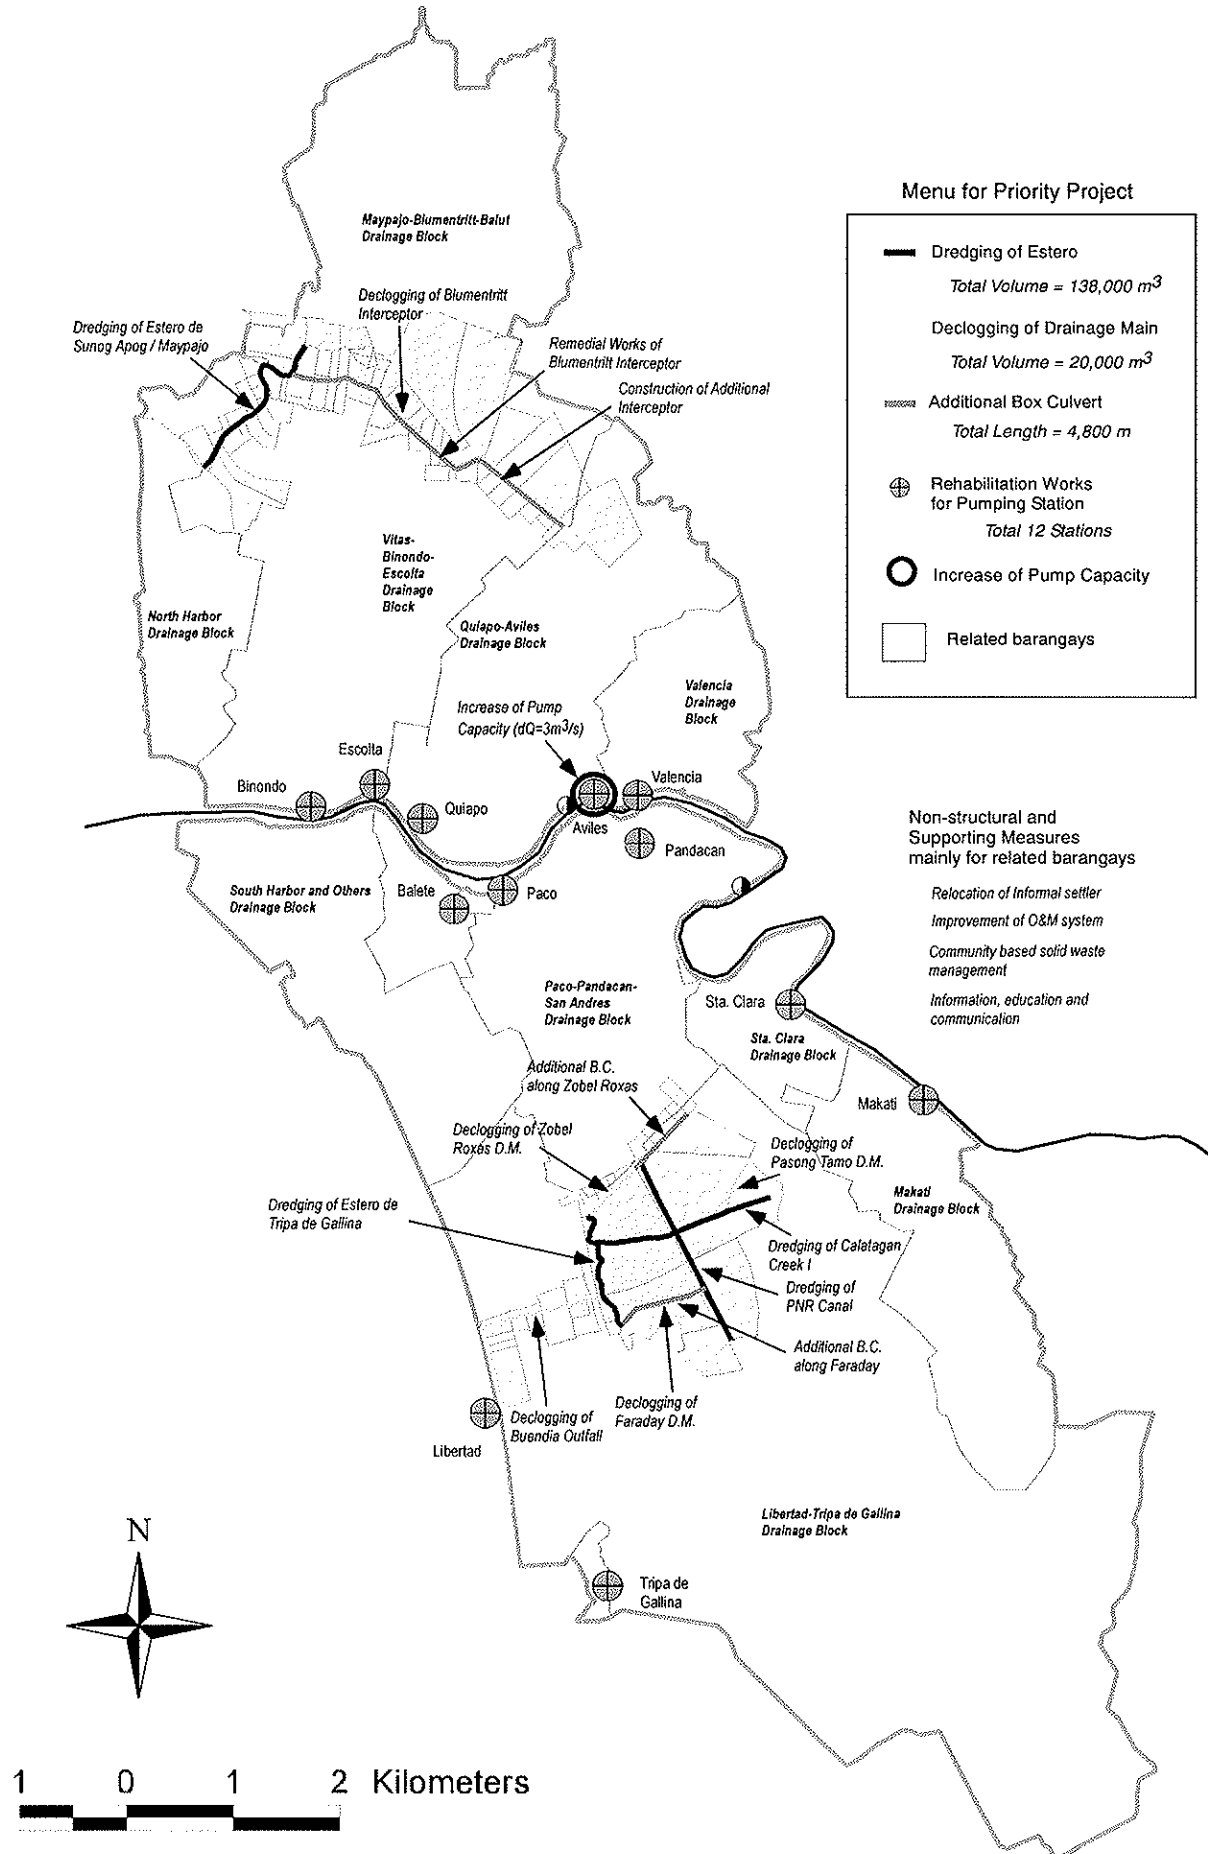 Menu for Priority Project
Dredging of Estero
Total Volume = 138,000 m³
Declogging of Drainage Main
Total Volume = 20,000 m³
Additional Box Culvert
Total Length = 4,800 m
Rehabilitation Works
for Pumping Station
Total 12 Stations
Increase of Pump Capacity
Related barangays
Maypajo-Blumentritt-Balut
Drainage Block
Declogging of Blumentritt
Interceptor
Dredging of Estero de
Sunog Apog / Maypajo
Remedial Works of
Blumentritt Interceptor
Construction of Additional
Interceptor
Vitas-
Binondo-
Escolta
Drainage
Block
North Harbor
Drainage Block
Quiapo-Aviles
Drainage Block
Valencia
Drainage
Block
Increase of Pump
Capacity (dQ=3m³/s)
Escolta
Binondo
Quiapo
Valencia
Aviles
Pandacan
Non-structural and
Supporting Measures
mainly for related barangays
Relocation of Informal settler
Improvement of O&M system
Community based solid waste
management
Information, education and
communication
South Harbor and Others
Drainage Block
Balete
Paco
Paco-Pandacan-
San Andres
Drainage Block
Sta. Clara
Sta. Clara
Drainage Block
Makati
Additional B.C.
along Zobel Roxas
Declogging of Zobel
Roxas D.M.
Declogging of
Pasong Tamo D.M.
Dredging of Estero de
Tripa de Gallina
Makati
Drainage Block
Dredging of Calatagan
Creek I
Dredging of
PNR Canal
Additional B.C.
along Faraday
Declogging of
Faraday D.M.
Declogging of
Buendia Outfall
Libertad
Libertad-Tripa de Gallina
Drainage Block
Tripa de
Gallina
N
1 0 1 2 Kilometers